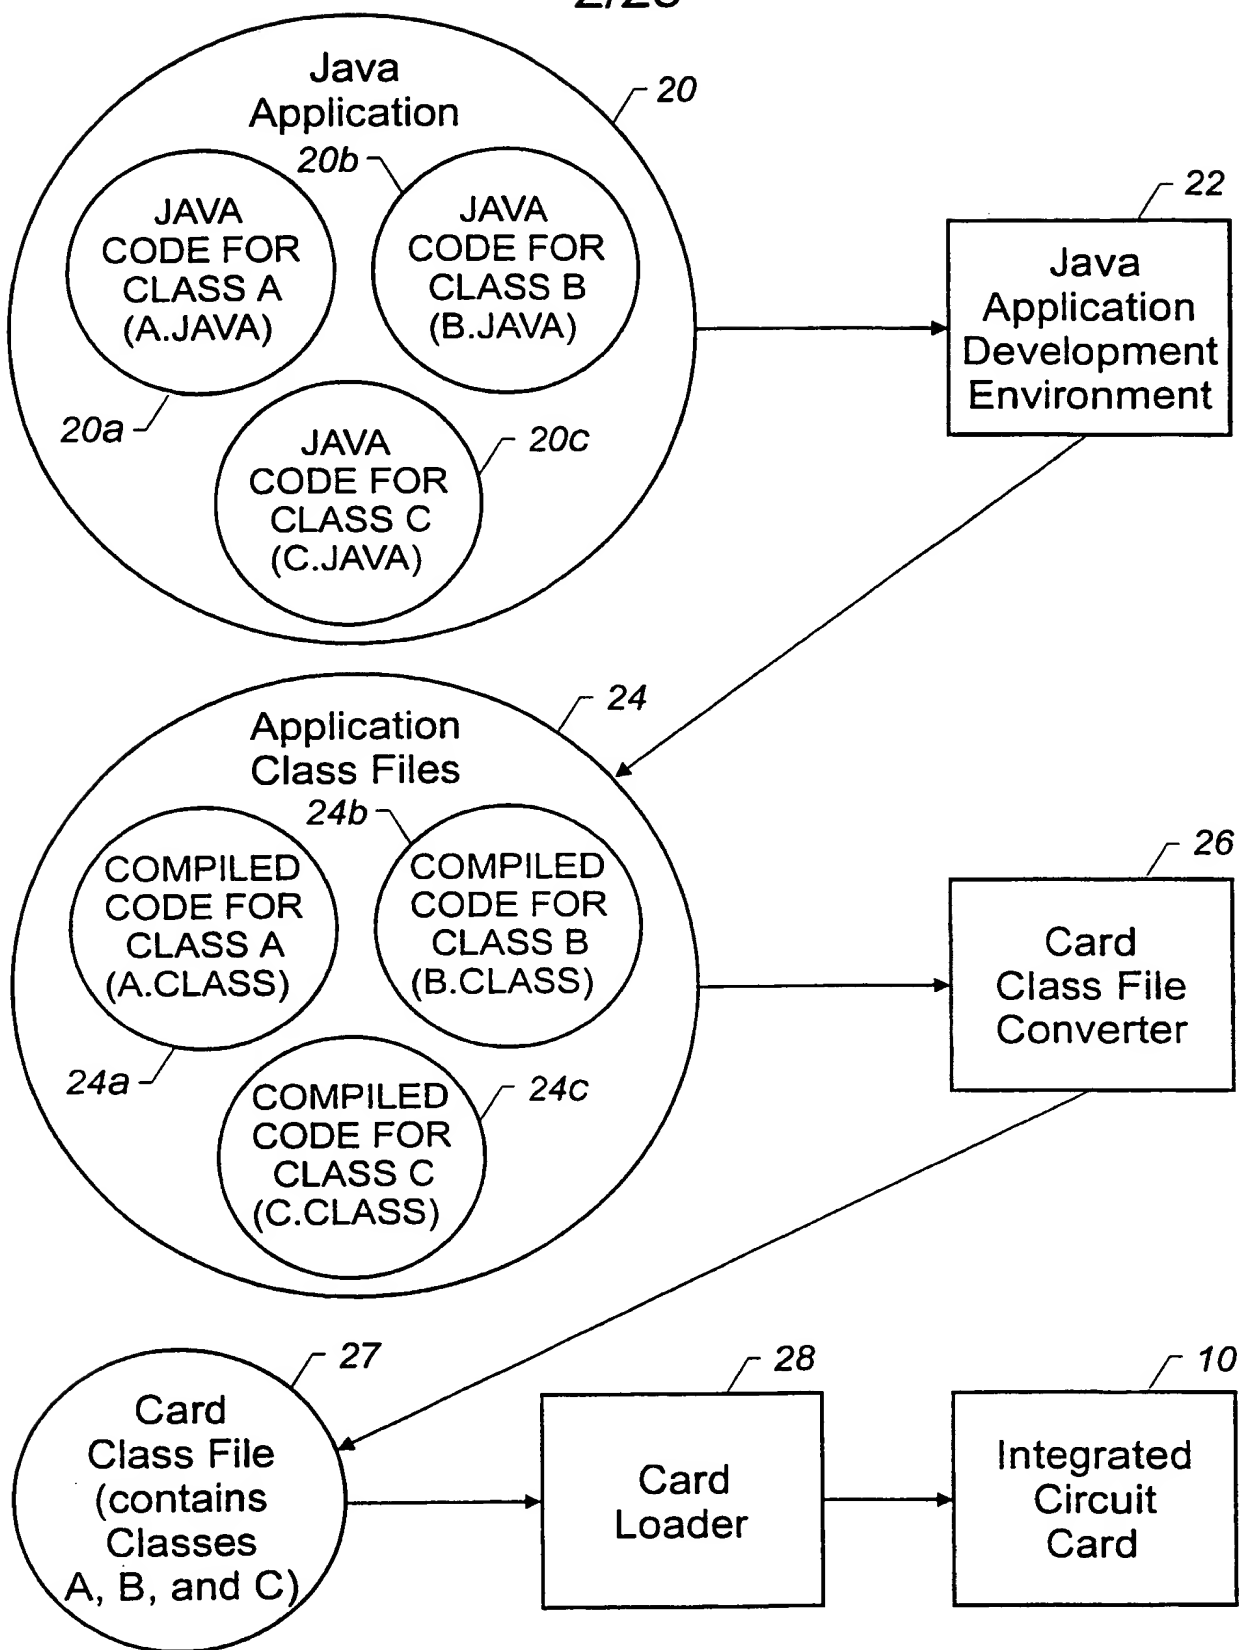 Java
Application
20
20b
JAVA
CODE FOR
CLASS A
(A.JAVA)
JAVA
CODE FOR
CLASS B
(B.JAVA)
20a
JAVA
CODE FOR
CLASS C
(C.JAVA)
20c
22
Java
Application
Development
Environment
Application
Class Files
24
24b
COMPILED
CODE FOR
CLASS A
(A.CLASS)
COMPILED
CODE FOR
CLASS B
(B.CLASS)
24a
COMPILED
CODE FOR
CLASS C
(C.CLASS)
24c
26
Card
Class File
Converter
27
Card
Class File
(contains
Classes
A, B, and C)
28
Card
Loader
10
Integrated
Circuit
Card